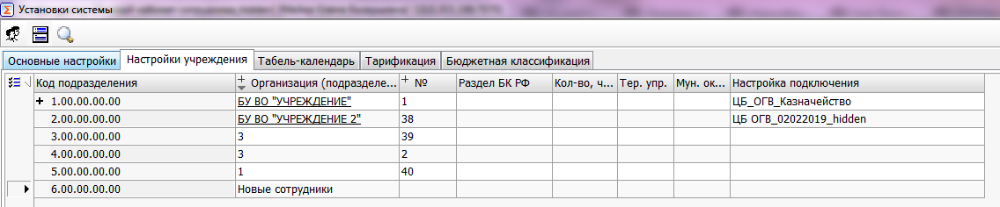 Установки системы
Основные настройки Настройки учреждения Табель-календарь Тарификация Бюджетная классификация
Код подразделения Организация (подразделе... № Раздел БК РФ Кол-во, ч... Тер. упр. Мун. ок... Настройка подключения
1.00.00.00.00 БУ ВО "УЧРЕЖДЕНИЕ" 1 ЦБ_ОГВ_Казначейство
2.00.00.00.00 БУ ВО "УЧРЕЖДЕНИЕ 2" 38 ЦБ ОГВ_02022019_hidden
3.00.00.00.00 3 39
4.00.00.00.00 3 2
5.00.00.00.00 1 40
6.00.00.00.00 Новые сотрудники